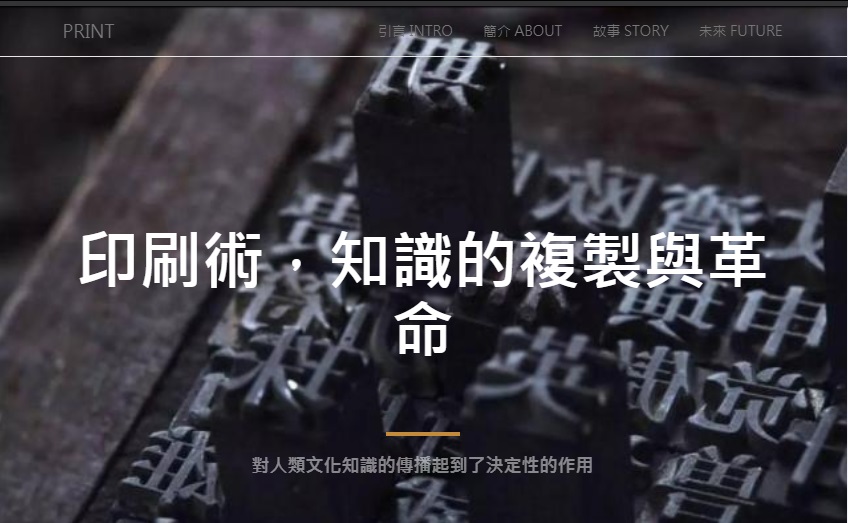 PRINT
引言 INTRO 簡介 ABOUT 故事 STORY 未來 FUTURE
印刷術，知識的複製與革
命
對人類文化知識的傳播起到了決定性的作用